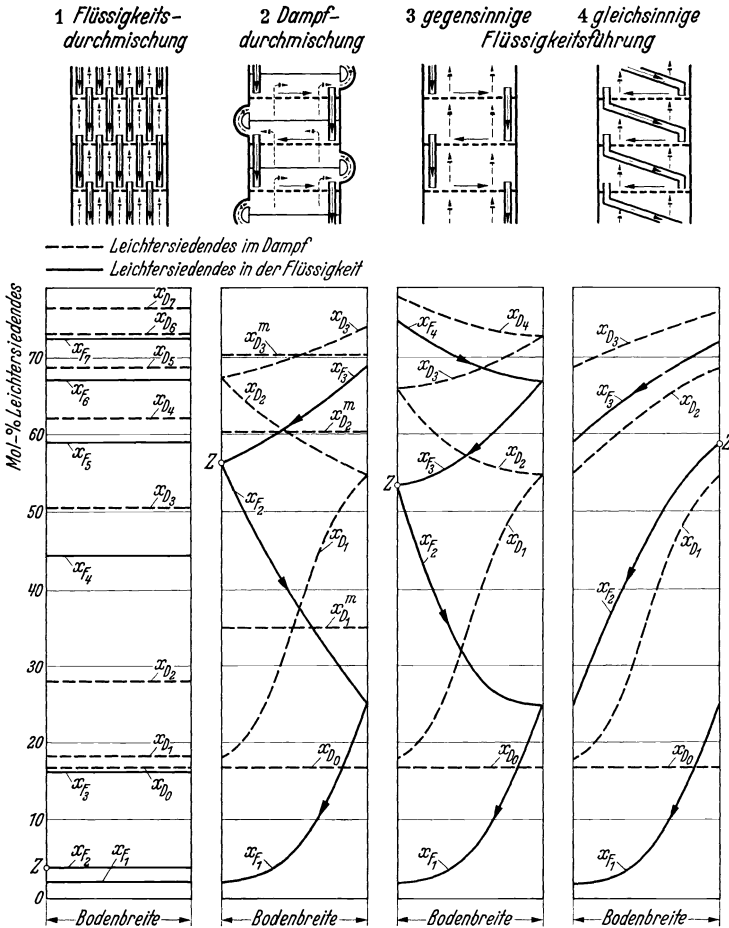 1 Flüssigkeits-
durchmischung
2 Dampf-
durchmischung
3 gegensinnige
4 gleichsinnige
Flüssigkeitsführung
Leichtersiedendes im Dampf
Leichtersiedendes in der Flüssigkeit
Mol-% Leichtersiedendes
70
60
50
40
30
20
10
Z
0
x_D7
x_D6
x_F7
x_D5
x_F6
x_D4
x_F5
x_D3
x_F4
x_D2
x_D1
x_F3
x_D0
x_F2
x_F1
Bodenbreite
x_D3^m
x_D3
x_F3
x_D2
x_D2^m
Z
x_F2
x_D1
x_D1^m
x_D0
x_F1
Bodenbreite
x_F4
x_D4
x_D3
x_F3
x_D2
Z
x_F2
x_D1
x_D0
x_F1
Bodenbreite
x_D3
x_F3
x_D2
Z
x_D1
x_F2
x_D0
x_F1
Bodenbreite